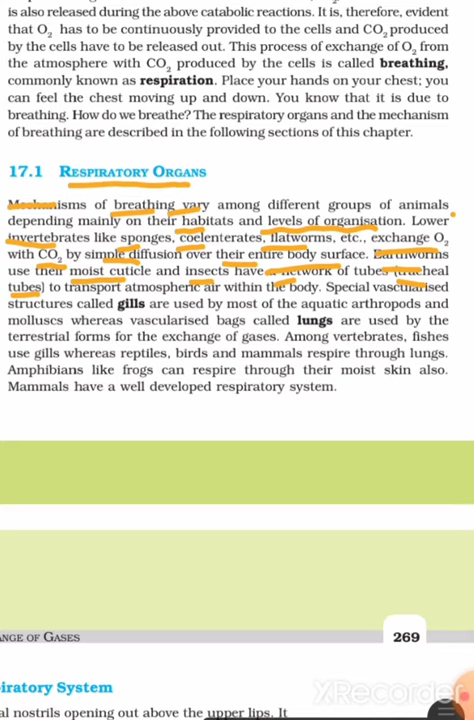 is also released during the above catabolic reactions. It is, therefore, evident
that O₂ has to be continuously provided to the cells and CO₂ produced
by the cells have to be released out. This process of exchange of O₂ from
the atmosphere with CO₂ produced by the cells is called breathing,
commonly known as respiration. Place your hands on your chest; you
can feel the chest moving up and down. You know that it is due to
breathing. How do we breathe? The respiratory organs and the mechanism
of breathing are described in the following sections of this chapter.
17.1 RESPIRATORY ORGANS
Mechanisms of breathing vary among different groups of animals
depending mainly on their habitats and levels of organisation. Lower
invertebrates like sponges, coelenterates, flatworms, etc., exchange O₂
with CO₂ by simple diffusion over their entire body surface. Earthworms
use their moist cuticle and insects have a network of tubes (tracheal
tubes) to transport atmospheric air within the body. Special vascularised
structures called gills are used by most of the aquatic arthropods and
molluscs whereas vascularised bags called lungs are used by the
terrestrial forms for the exchange of gases. Among vertebrates, fishes
use gills whereas reptiles, birds and mammals respire through lungs.
Amphibians like frogs can respire through their moist skin also.
Mammals have a well developed respiratory system.
ANGE OF GASES 269
iratory System
XRecorder
al nostrils opening out above the upper lips. It